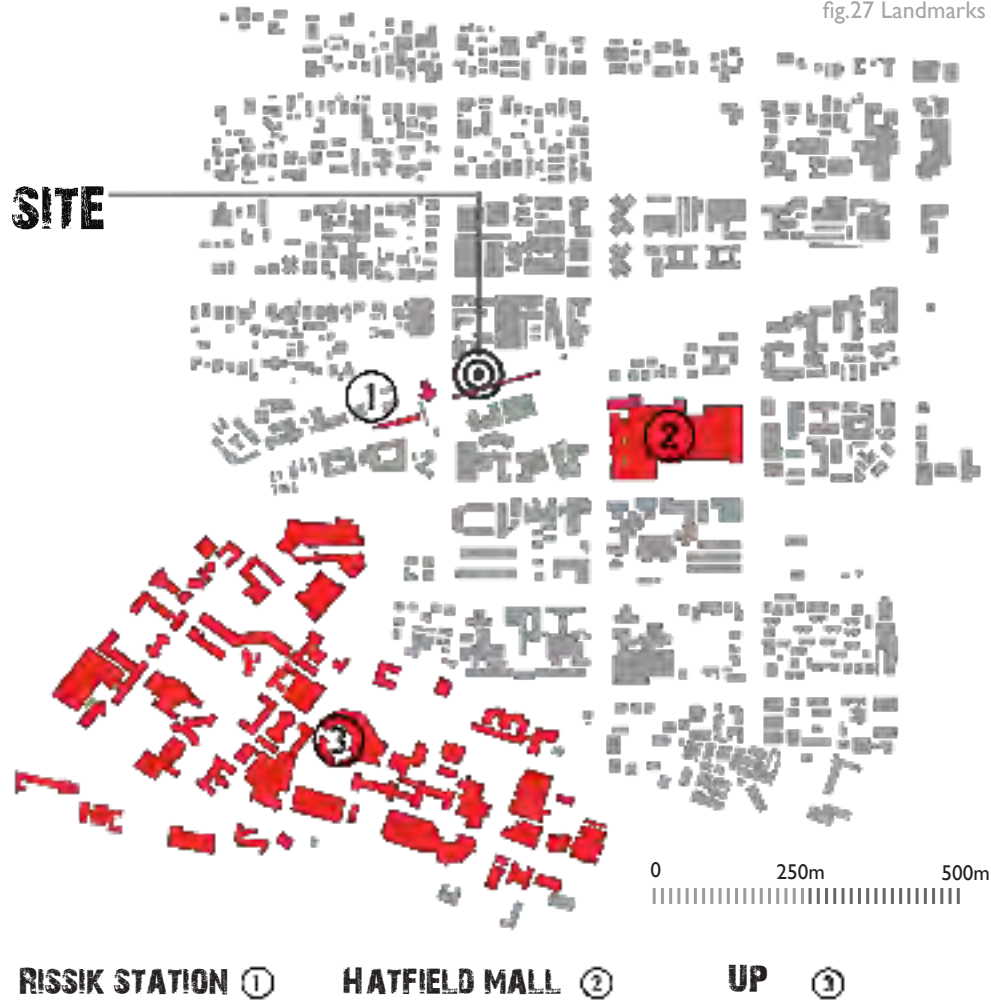 fig.27 Landmarks
SITE
1
2
3
0 250m 500m
RISSIK STATION 1 HATFIELD MALL 2 UP 3